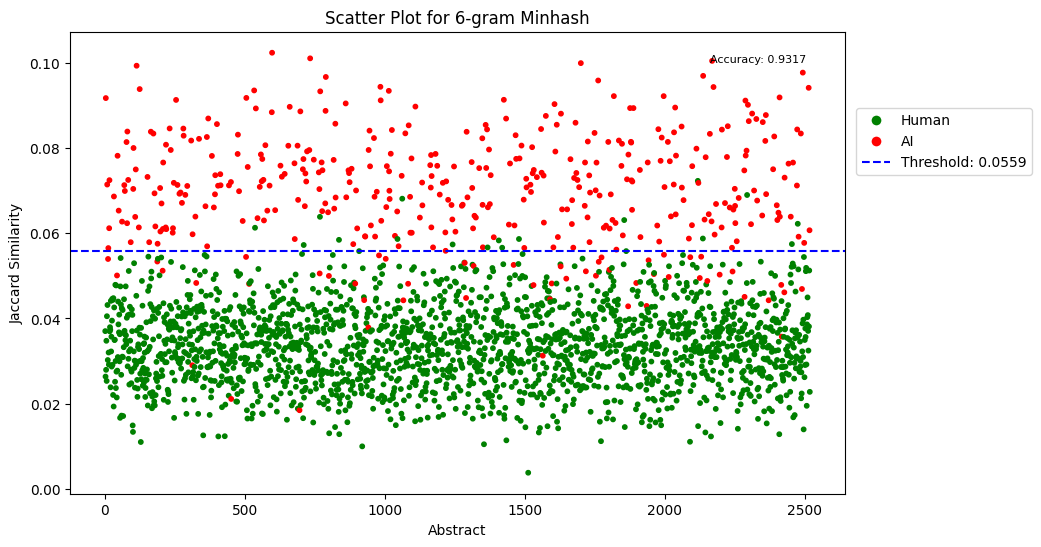 Scatter Plot for 6-gram Minhash
Accuracy: 0.9317
Human
AI
Threshold: 0.0559
Jaccard Similarity
0.10
0.08
0.06
0.04
0.02
0.00
0 500 1000 1500 2000 2500
Abstract